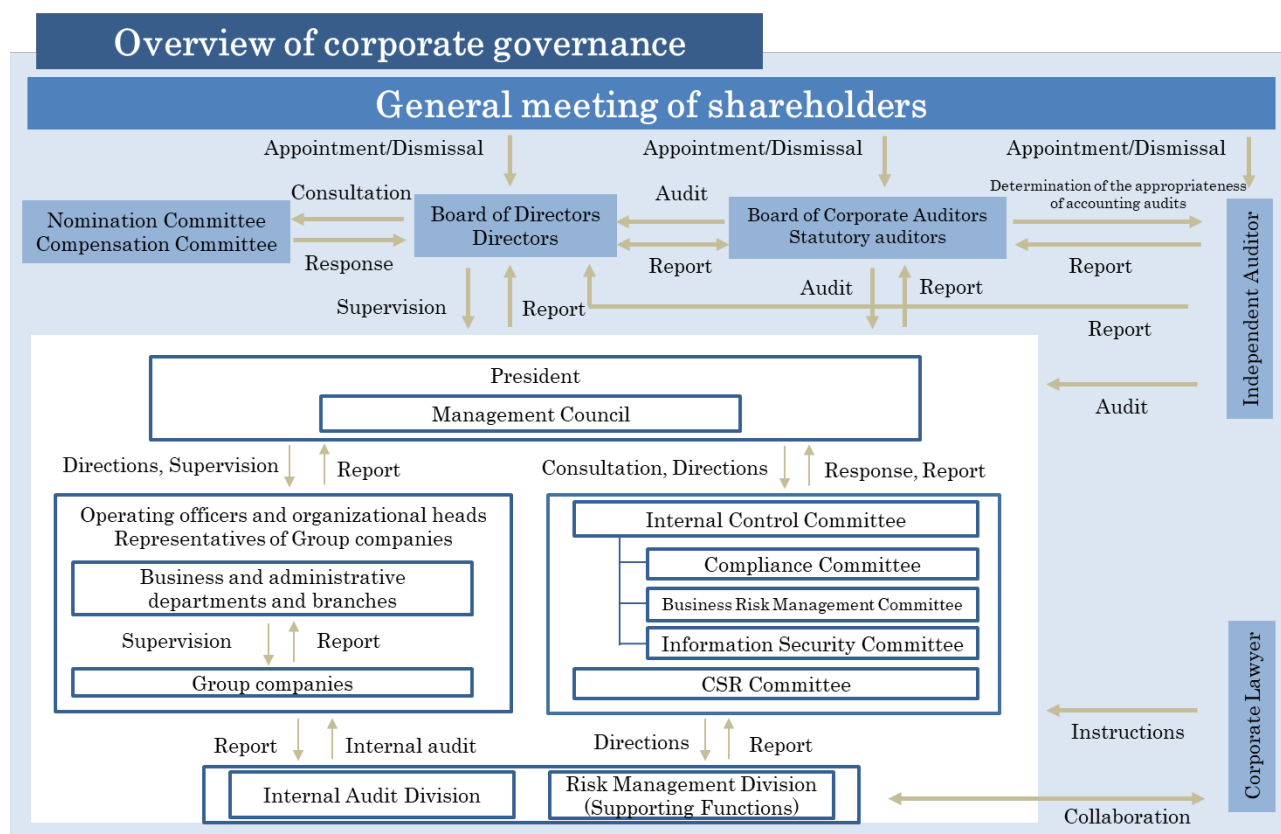 Overview of corporate governance
General meeting of shareholders
Appointment/Dismissal
Appointment/Dismissal
Appointment/Dismissal
Consultation
Audit
Determination of the appropriateness
of accounting audits
Nomination Committee
Compensation Committee
Board of Directors
Directors
Board of Corporate Auditors
Statutory auditors
Independent Auditor
Response
Report
Report
Supervision
Report
Audit
Report
Report
President
Management Council
Audit
Directions, Supervision
Report
Consultation, Directions
Response, Report
Operating officers and organizational heads
Representatives of Group companies
Business and administrative
departments and branches
Supervision
Report
Group companies
Internal Control Committee
Compliance Committee
Business Risk Management Committee
Information Security Committee
CSR Committee
Corporate Lawyer
Instructions
Report
Internal audit
Directions
Report
Internal Audit Division
Risk Management Division
(Supporting Functions)
Collaboration